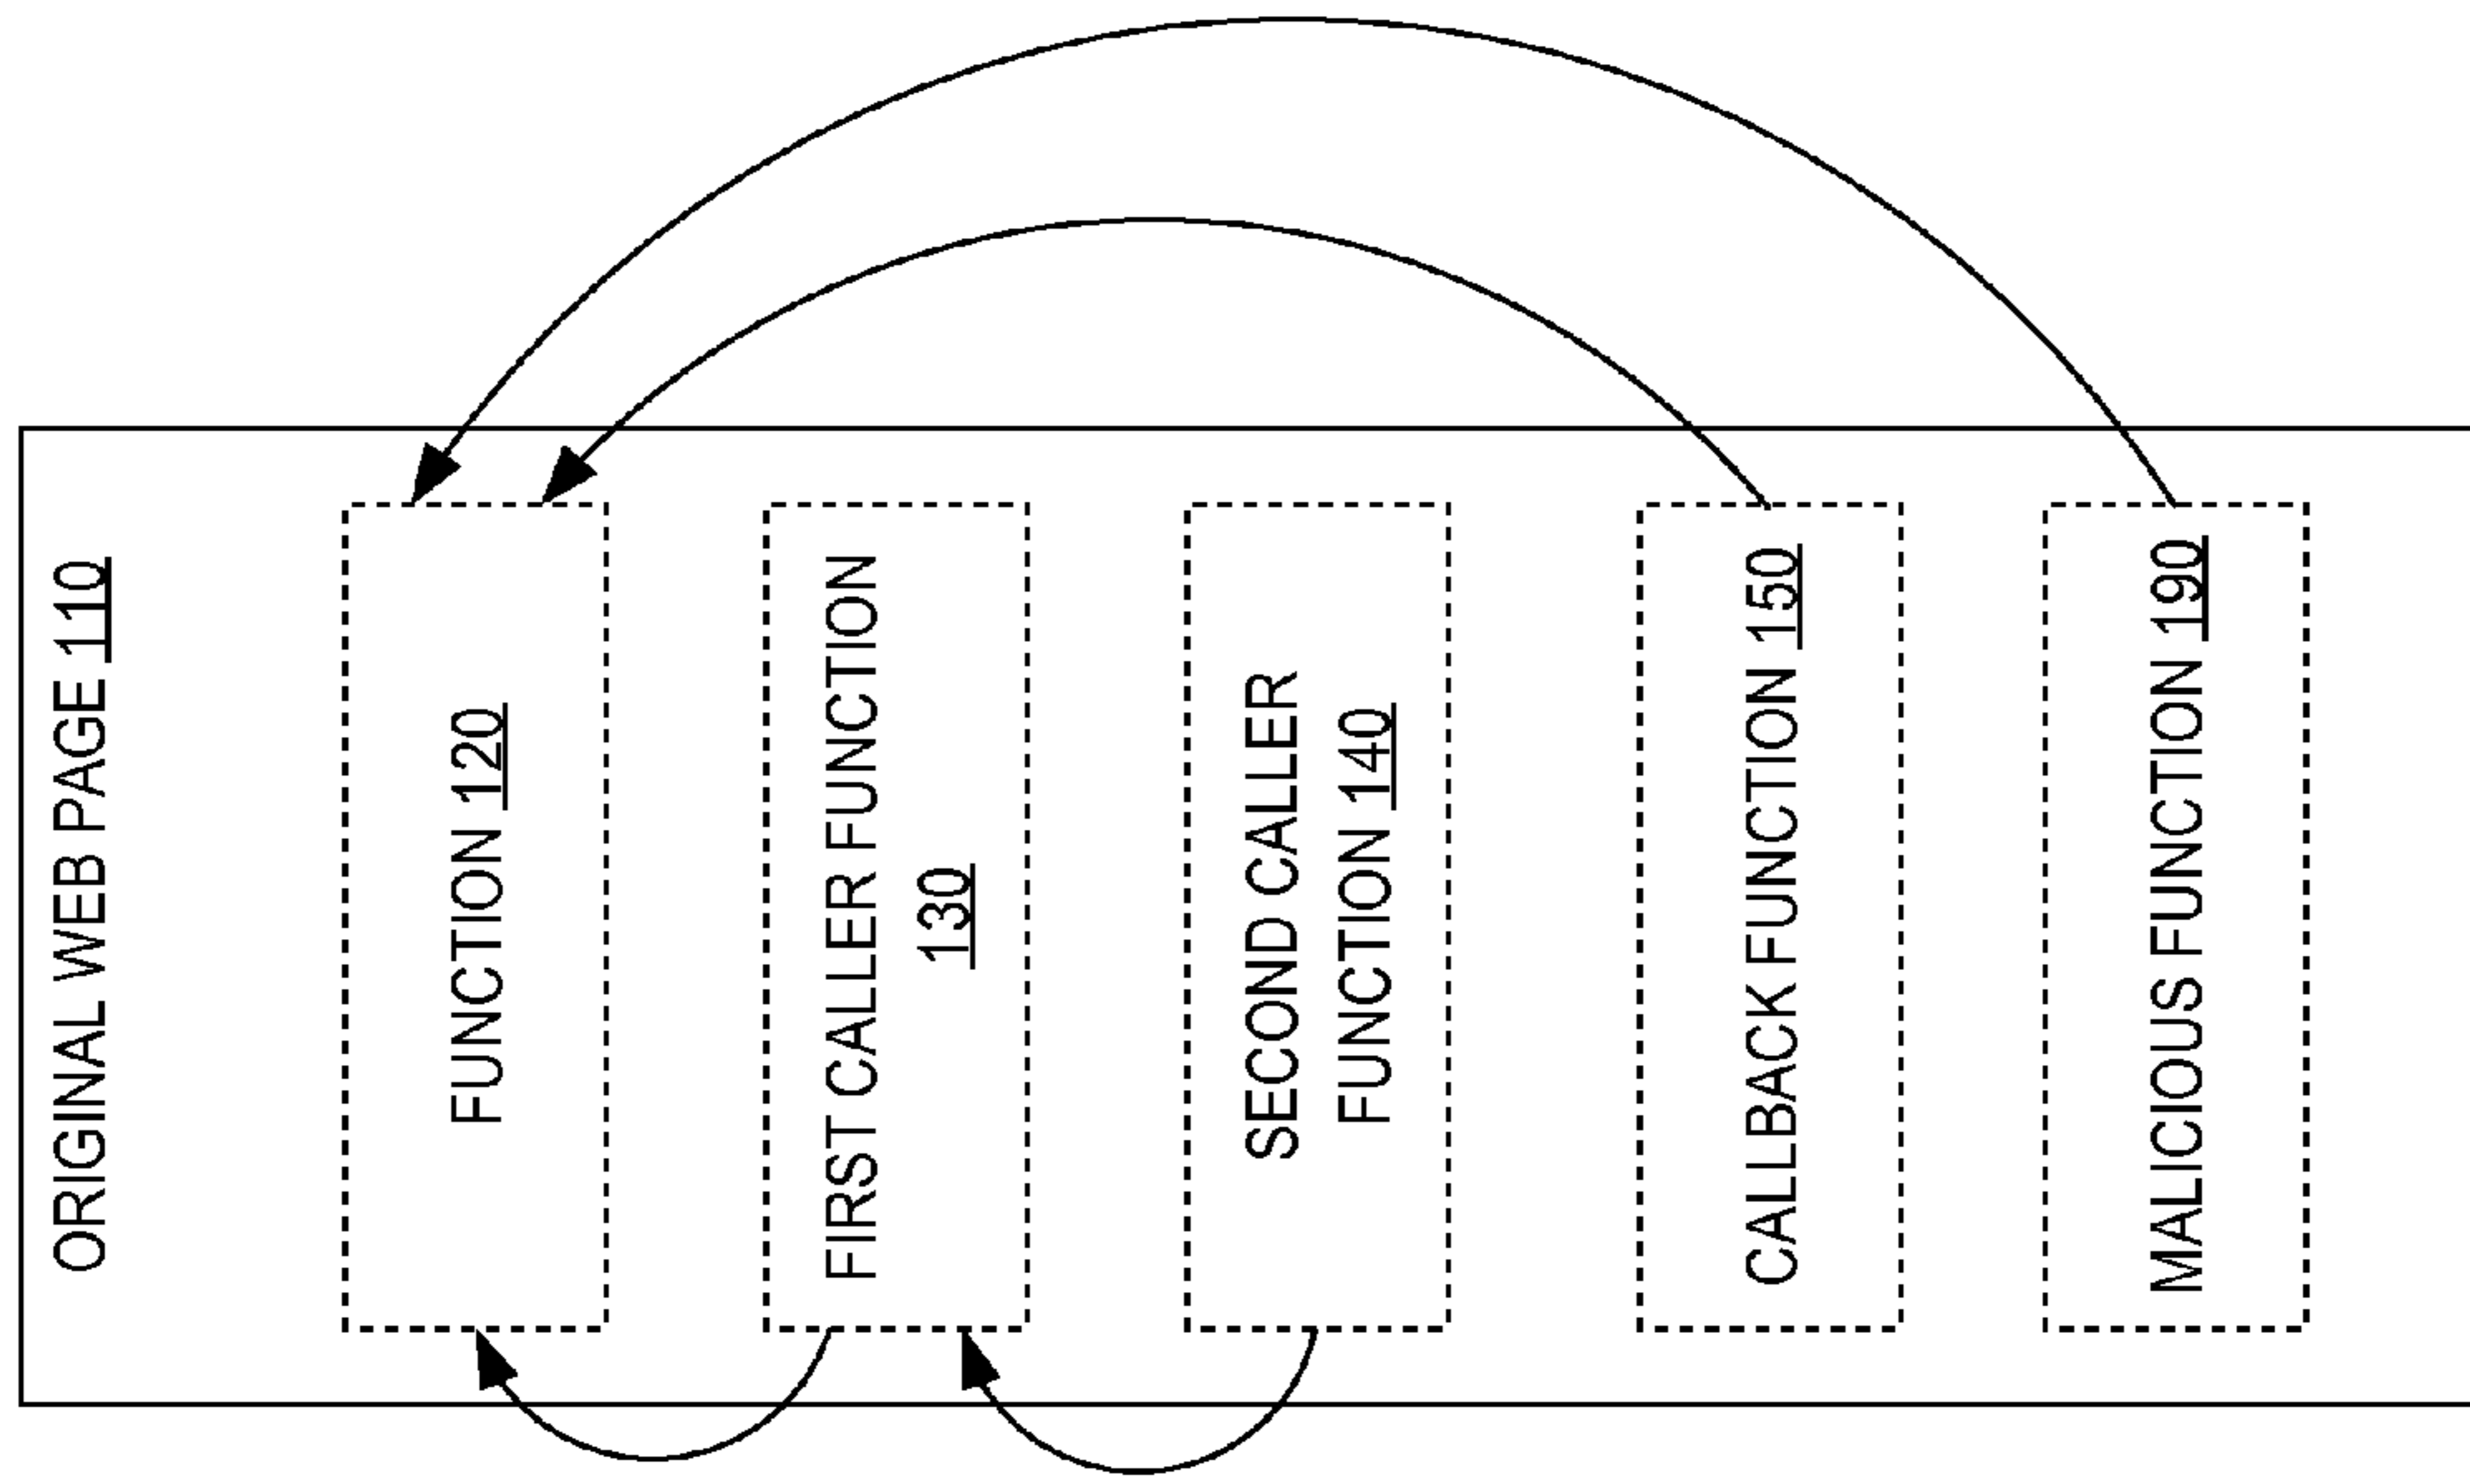 ORIGINAL WEB PAGE 110
FUNCTION 120
FIRST CALLER FUNCTION
130
SECOND CALLER
FUNCTION 140
CALLBACK FUNCTION 150
MALICIOUS FUNCTION 190